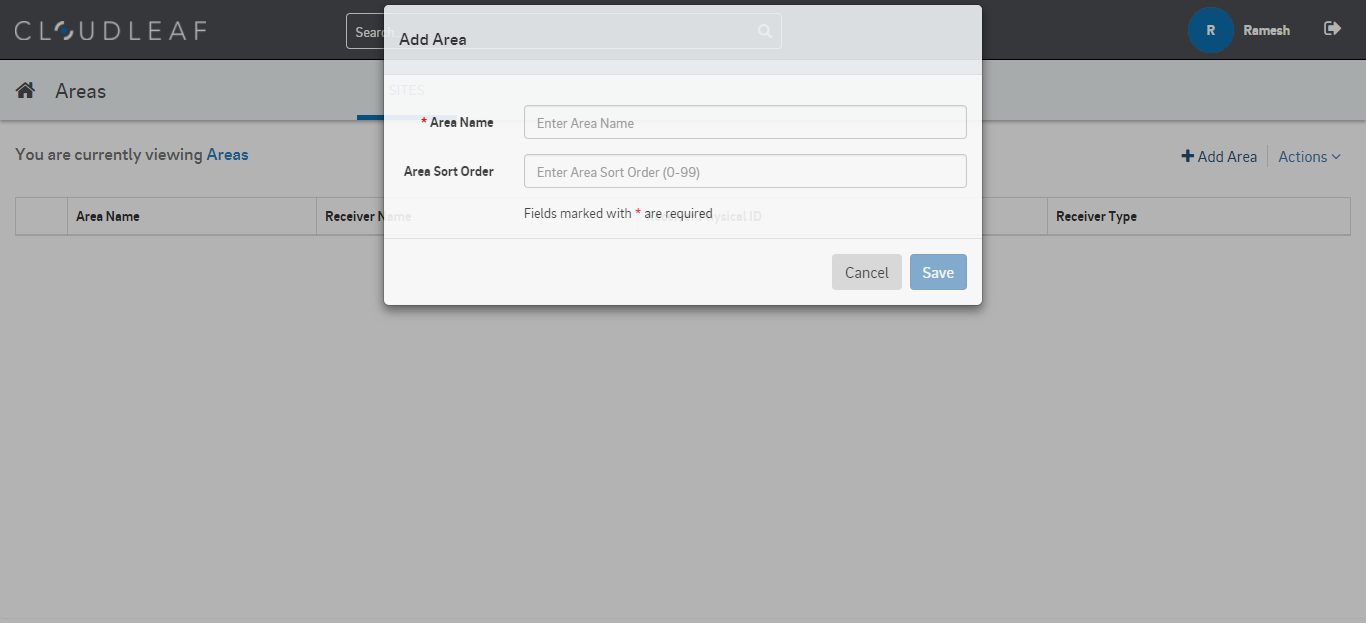 CLOUDLEAF
Search
R
Ramesh
Add Area
Areas
SITES
* Area Name
Enter Area Name
You are currently viewing Areas
Add Area
Actions
Area Sort Order
Enter Area Sort Order (0-99)
Area Name
Receiver Name
Fields marked with * are required
Physical ID
Receiver Type
Cancel
Save